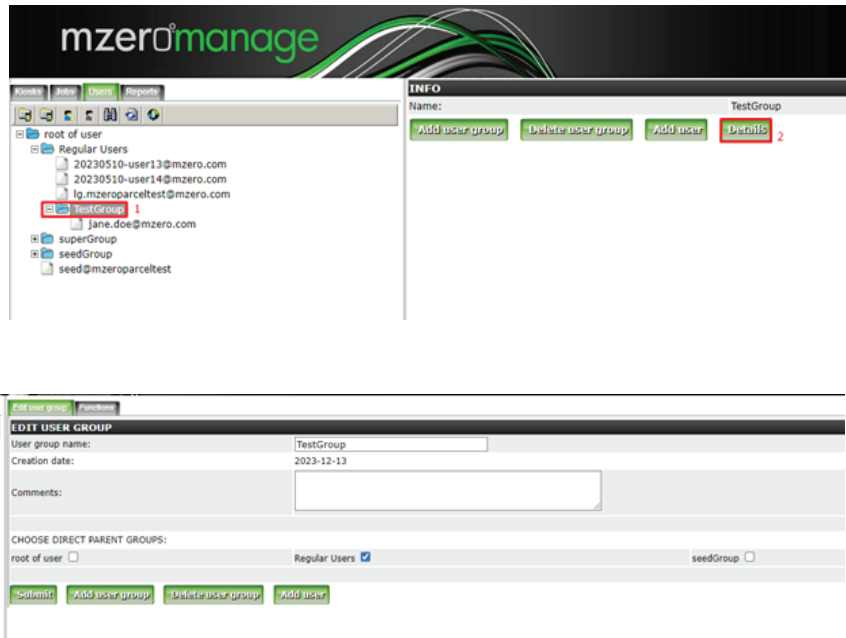 mzeromanage
Kiosks Jobs Users Reports
root of user
Regular Users
20230510-user13@mzero.com
20230510-user14@mzero.com
lg.mzeroparceltest@mzero.com
TestGroup 1
jane.doe@mzero.com
superGroup
seedGroup
seed@mzeroparceltest
INFO
Name: TestGroup
Add user group Delete user group Add user Details 2
Edit user group Functions
EDIT USER GROUP
User group name: TestGroup
Creation date: 2023-12-13
Comments:
CHOOSE DIRECT PARENT GROUPS:
root of user Regular Users seedGroup
Submit Add user group Delete user group Add user